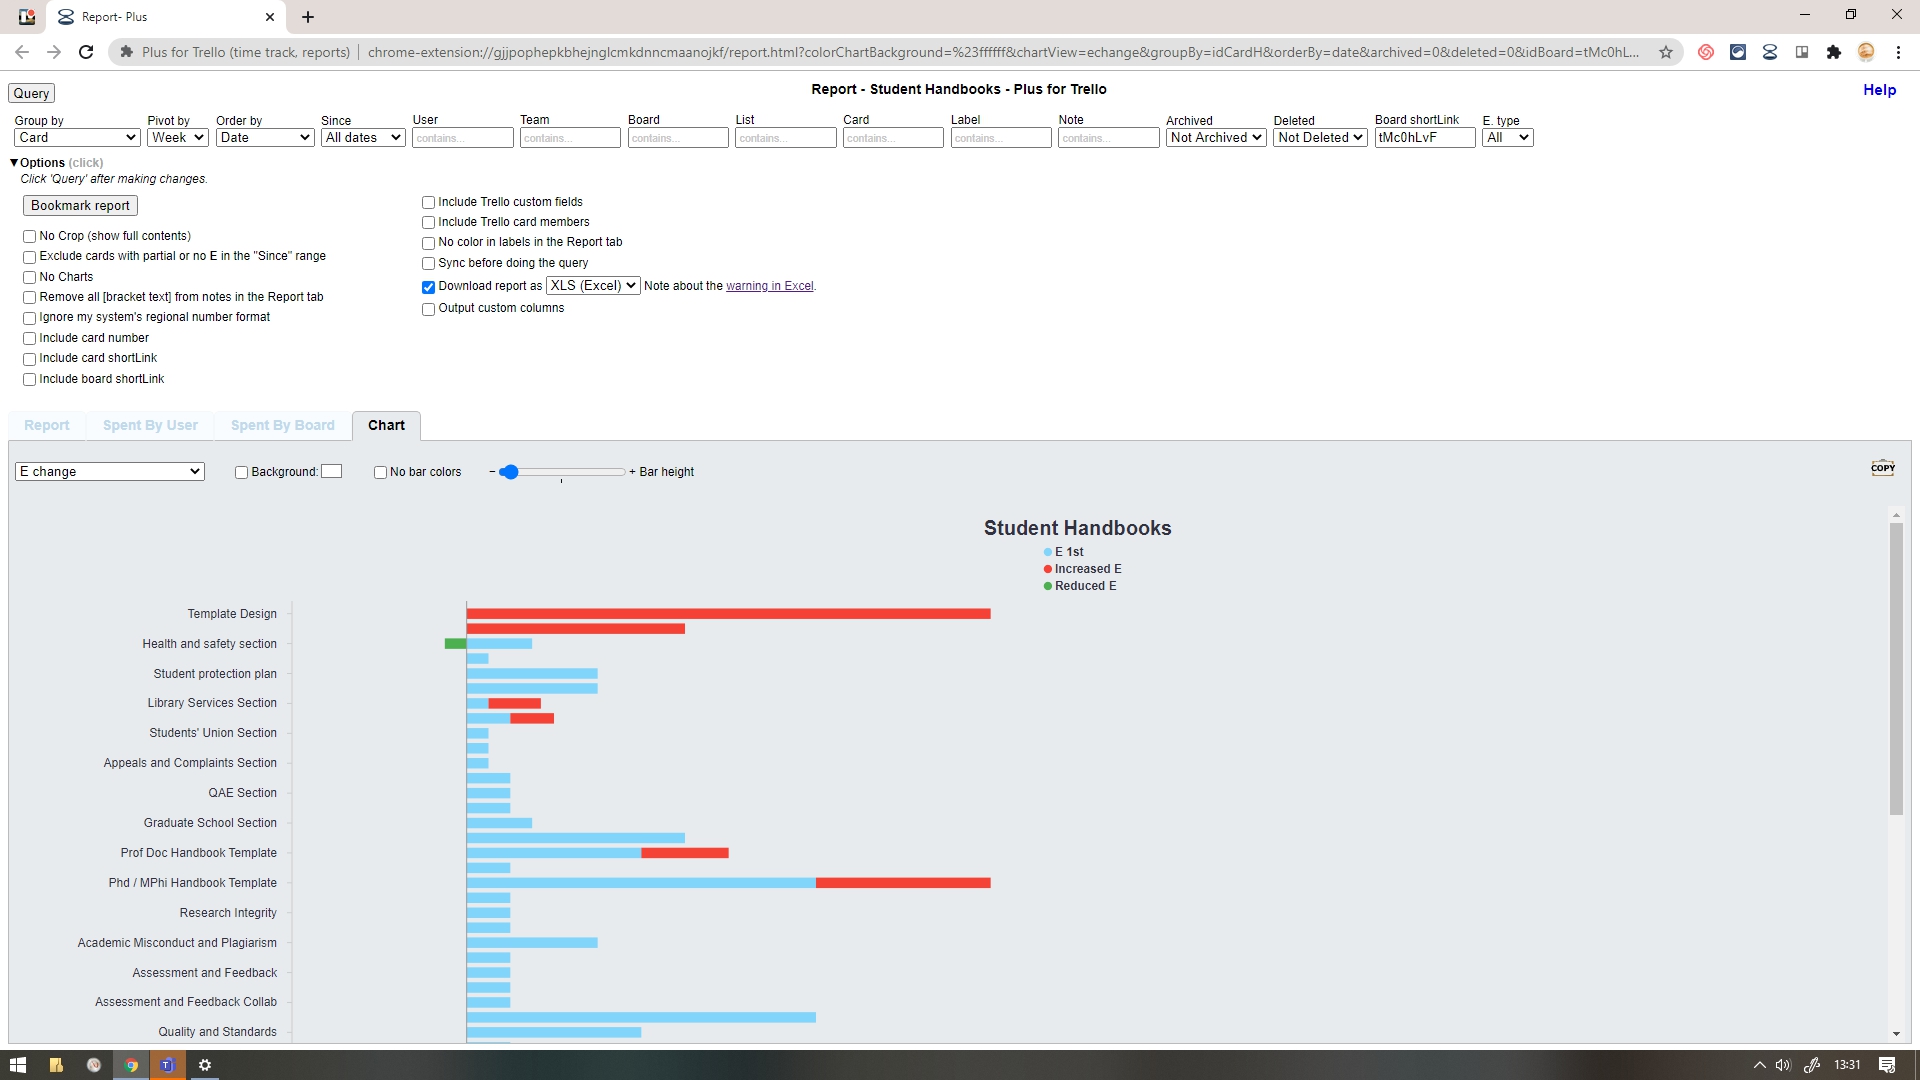 Report- Plus
Plus for Trello (time track, reports) | chrome-extension://gjjpophepkbhejnglcmkdnncmaanojkf/report.html?colorChartBackground=%23ffffff&chartView=echange&groupBy=idCardH&orderBy=date&archived=0&deleted=0&idBoard=tMc0hL...
Query
Report - Student Handbooks - Plus for Trello
Help
Group by Pivot by Order by Since User Team Board List Card Label Note Archived Deleted Board shortLink E. type
Card Week Date All dates contains... contains... contains... contains... contains... contains... contains... Not Archived Not Deleted tMc0hLvF All
▼Options (click)
Click 'Query' after making changes.
Bookmark report
No Crop (show full contents)
Exclude cards with partial or no E in the "Since" range
No Charts
Remove all [bracket text] from notes in the Report tab
Ignore my system's regional number format
Include card number
Include card shortLink
Include board shortLink
Include Trello custom fields
Include Trello card members
No color in labels in the Report tab
Sync before doing the query
Download report as XLS (Excel) Note about the warning in Excel.
Output custom columns
Report Spent By User Spent By Board Chart
E change Background: No bar colors − + Bar height
COPY
Student Handbooks
E 1st
Increased E
Reduced E
Template Design
Health and safety section
Student protection plan
Library Services Section
Students' Union Section
Appeals and Complaints Section
QAE Section
Graduate School Section
Prof Doc Handbook Template
Phd / MPhi Handbook Template
Research Integrity
Academic Misconduct and Plagiarism
Assessment and Feedback
Assessment and Feedback Collab
Quality and Standards
13:31